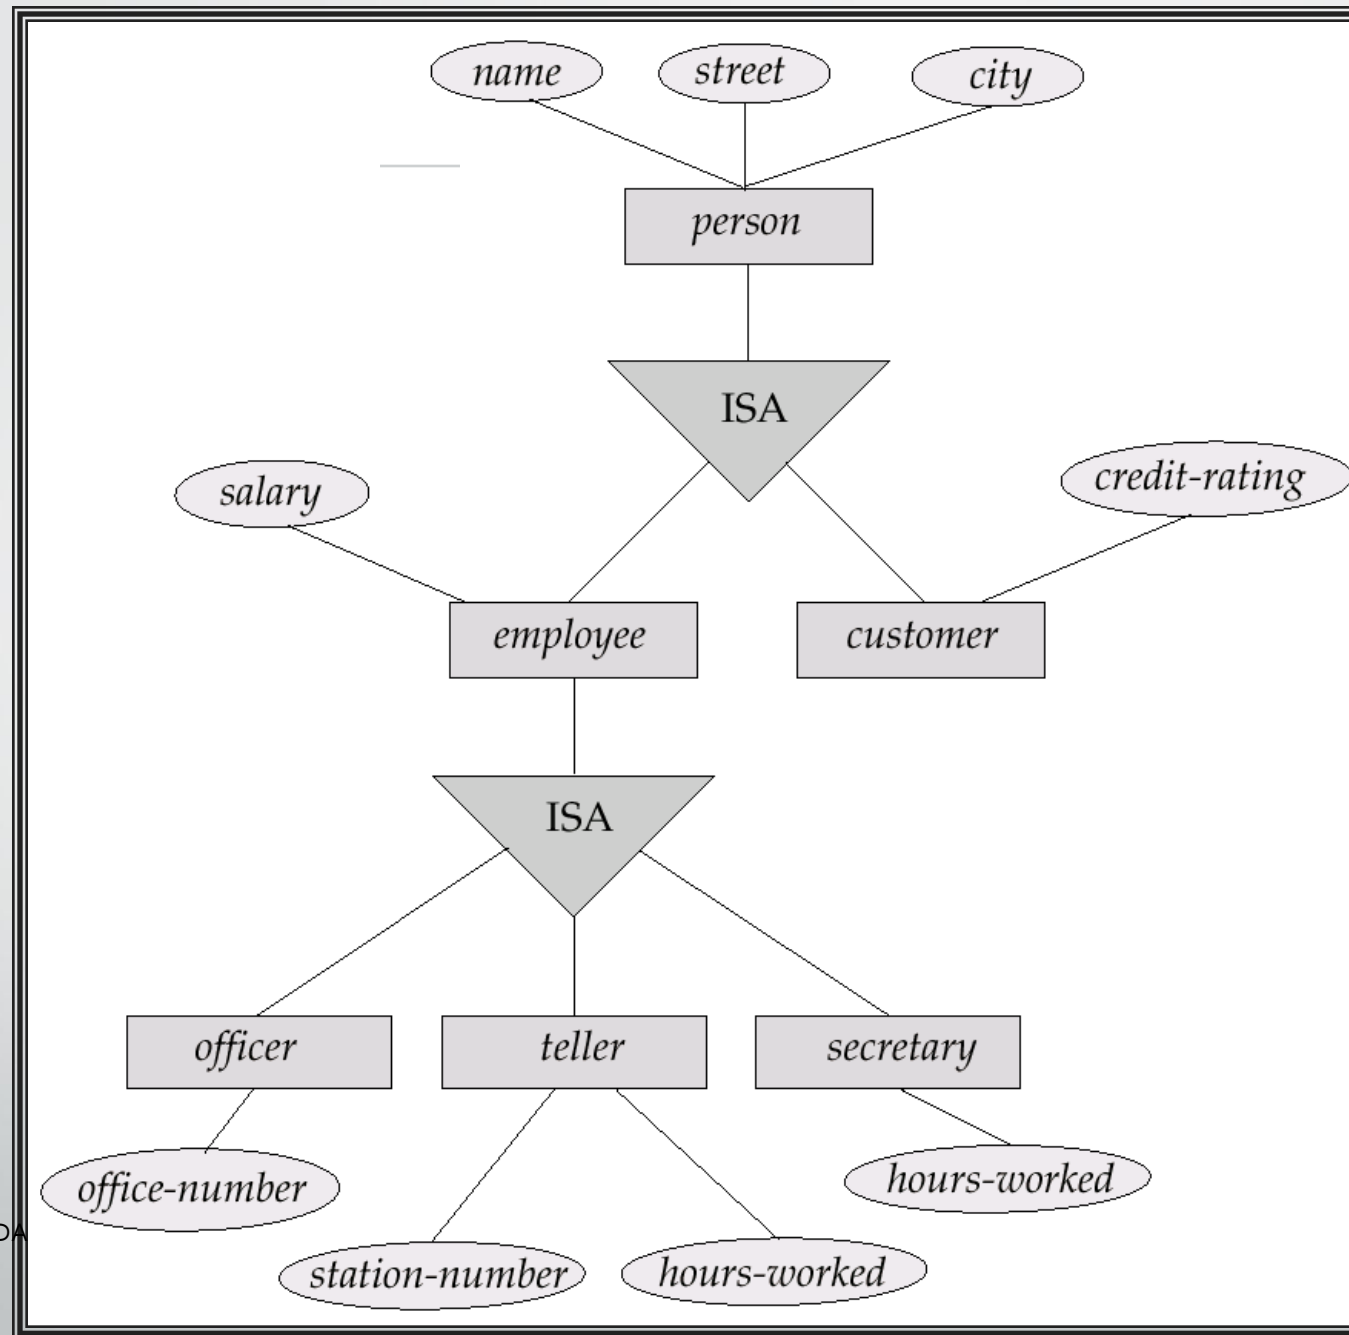 name
street
city
person
ISA
salary
credit-rating
employee
customer
ISA
officer
teller
secretary
office-number
hours-worked
DA
station-number
hours-worked